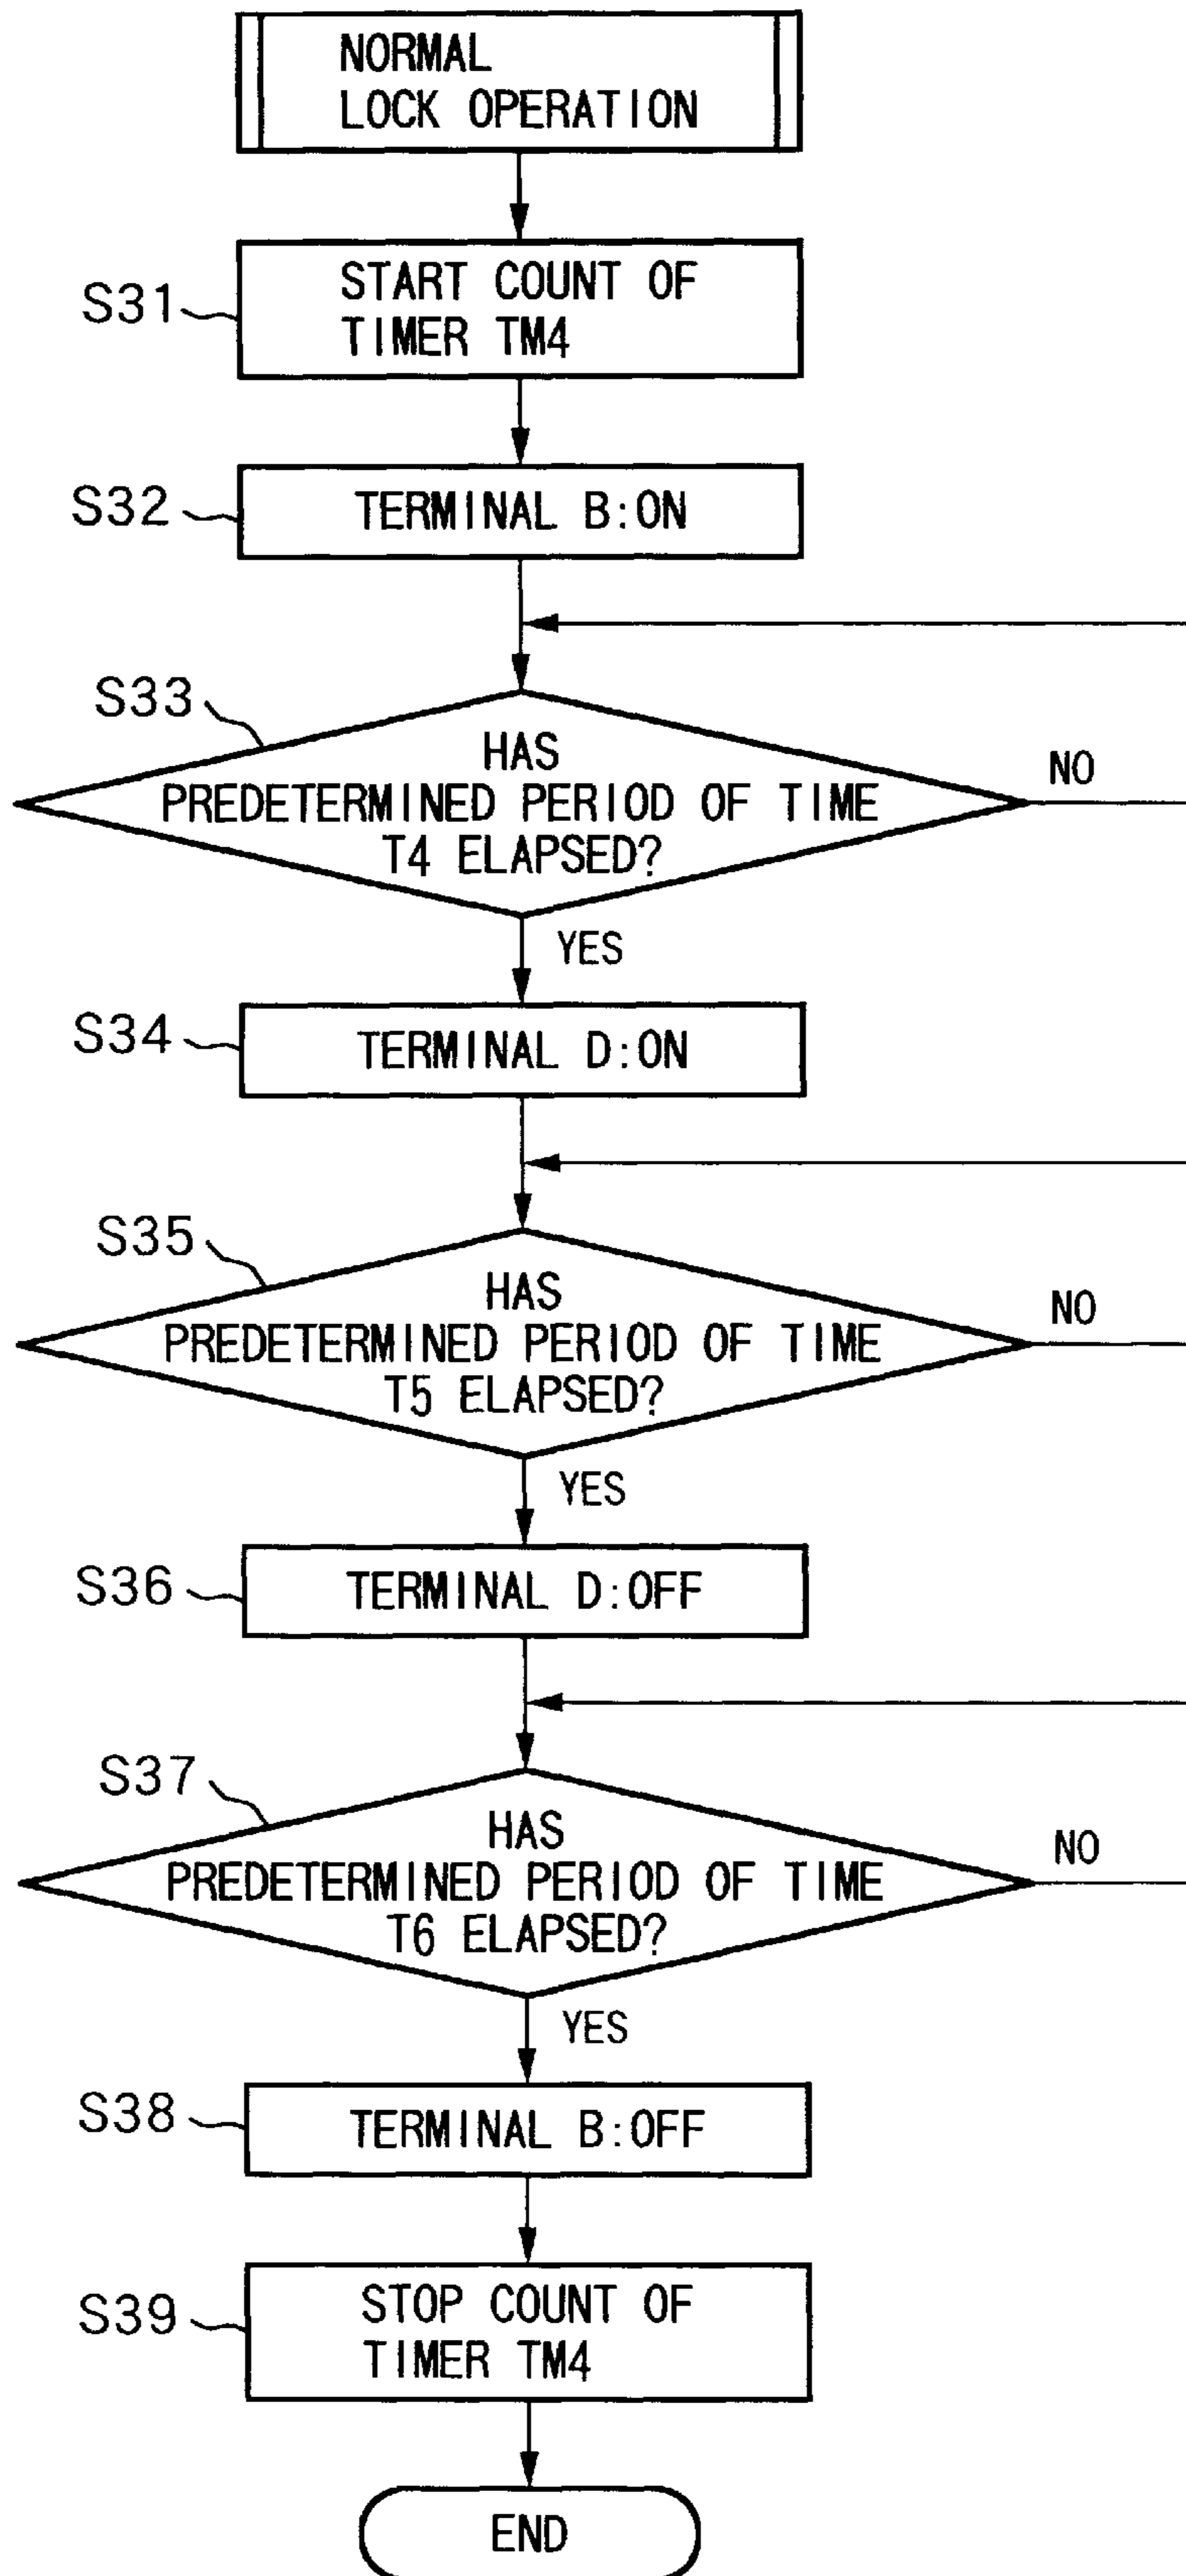 NORMAL
LOCK OPERATION
S31
START COUNT OF
TIMER TM4
S32
TERMINAL B:ON
S33
HAS
PREDETERMINED PERIOD OF TIME
T4 ELAPSED?
NO
YES
S34
TERMINAL D:ON
S35
HAS
PREDETERMINED PERIOD OF TIME
T5 ELAPSED?
NO
YES
S36
TERMINAL D:OFF
S37
HAS
PREDETERMINED PERIOD OF TIME
T6 ELAPSED?
NO
YES
S38
TERMINAL B:OFF
S39
STOP COUNT OF
TIMER TM4
END